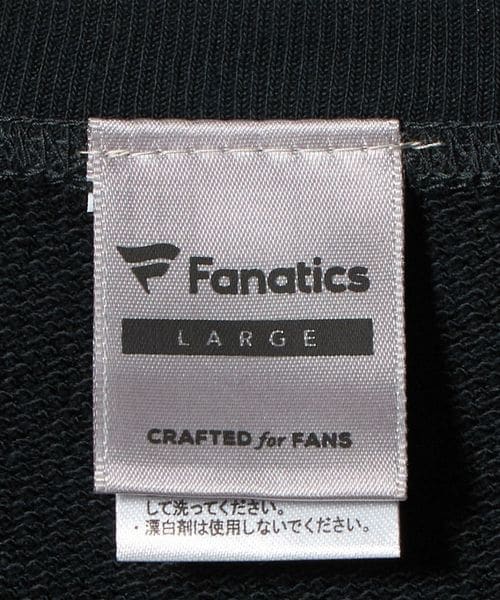 Fanatics
LARGE
CRAFTED for FANS
して洗ってください。
・漂白剤は使用しないでください。